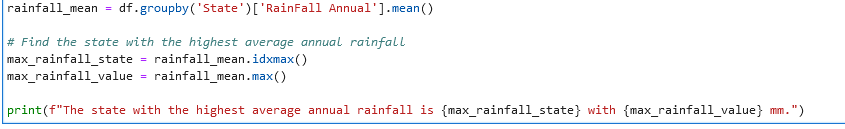 rainfall_mean = df.groupby('State')['RainFall Annual'].mean()
# Find the state with the highest average annual rainfall
max_rainfall_state = rainfall_mean.idxmax()
max_rainfall_value = rainfall_mean.max()
print(f"The state with the highest average annual rainfall is {max_rainfall_state} with {max_rainfall_value} mm.")